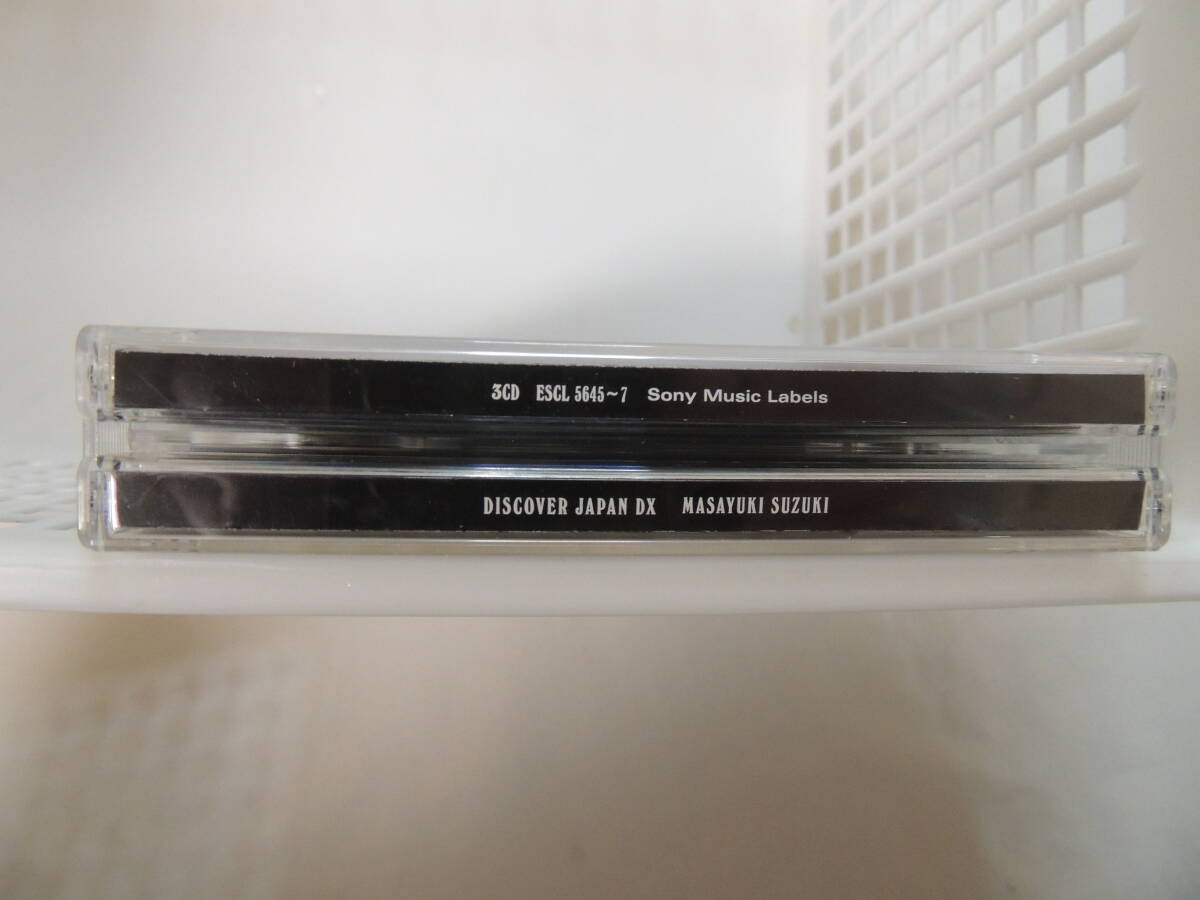 3CD ESCL 5645~7 Sony Music Labels
DISCOVER JAPAN DX MASAYUKI SUZUKI